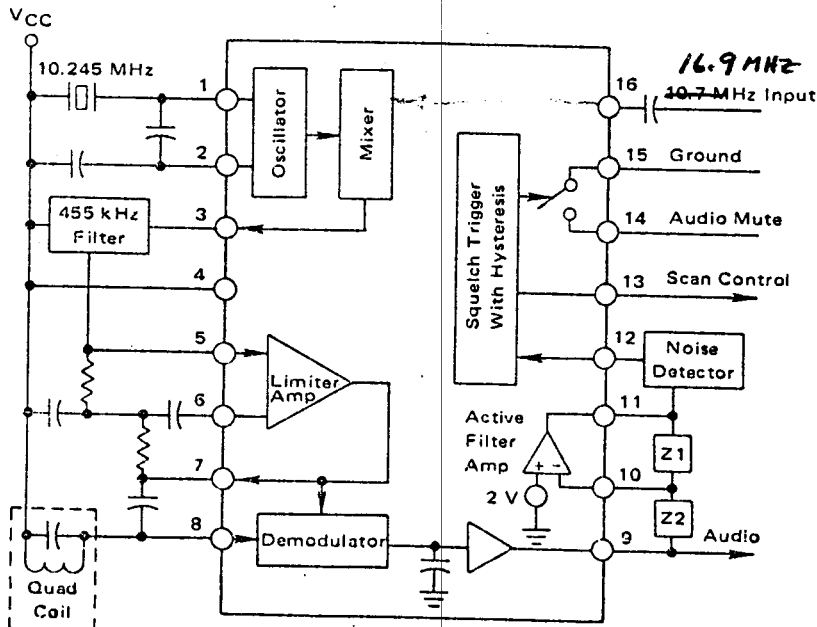 VCC
10.245 MHz
1
2
3
4
5
6
7
8
455 kHz
Filter
Oscillator
Mixer
Limiter
Amp
Demodulator
Quad
Coil
Squelch Trigger
With Hysteresis
Active
Filter
Amp
+ -
2 V
16.9 MHz
16
10.7 MHz Input
15
Ground
14
Audio Mute
13
Scan Control
12
Noise
Detector
11
Z1
10
Z2
9
Audio